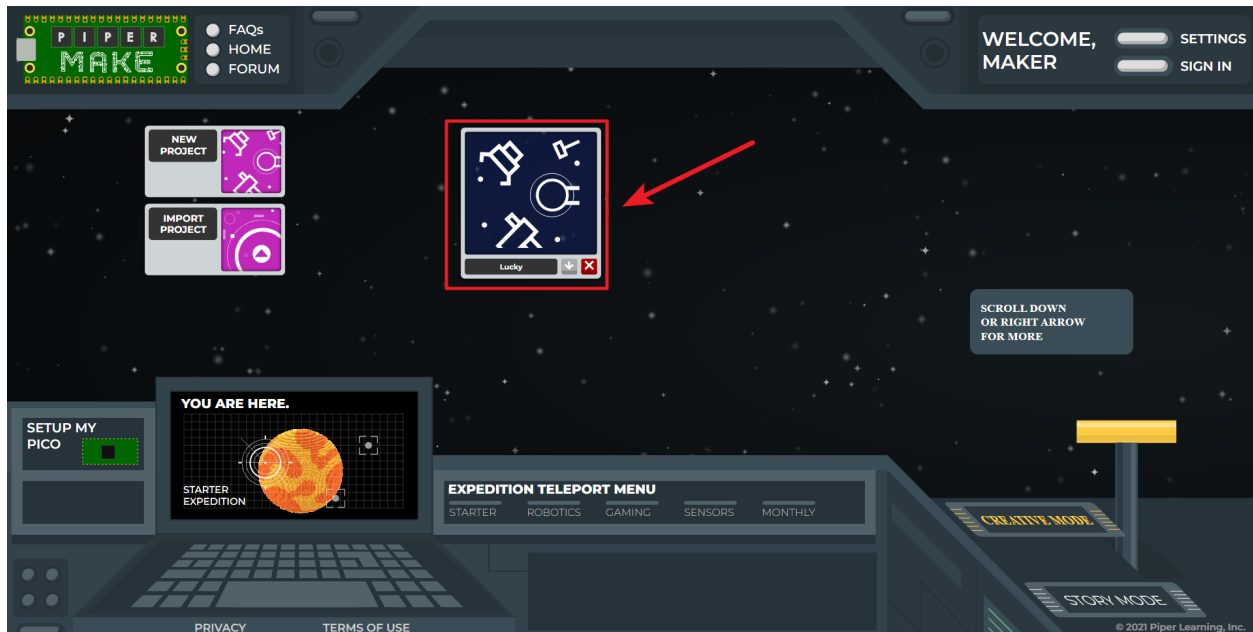 PIPER
MAKE
FAQs
HOME
FORUM
WELCOME,
MAKER
SETTINGS
SIGN IN
NEW
PROJECT
IMPORT
PROJECT
Lucky
SCROLL DOWN
OR RIGHT ARROW
FOR MORE
SETUP MY
PICO
YOU ARE HERE.
STARTER
EXPEDITION
EXPEDITION TELEPORT MENU
STARTER ROBOTICS GAMING SENSORS MONTHLY
CREATIVE MODE
STORY MODE
PRIVACY TERMS OF USE
© 2021 Piper Learning, Inc.